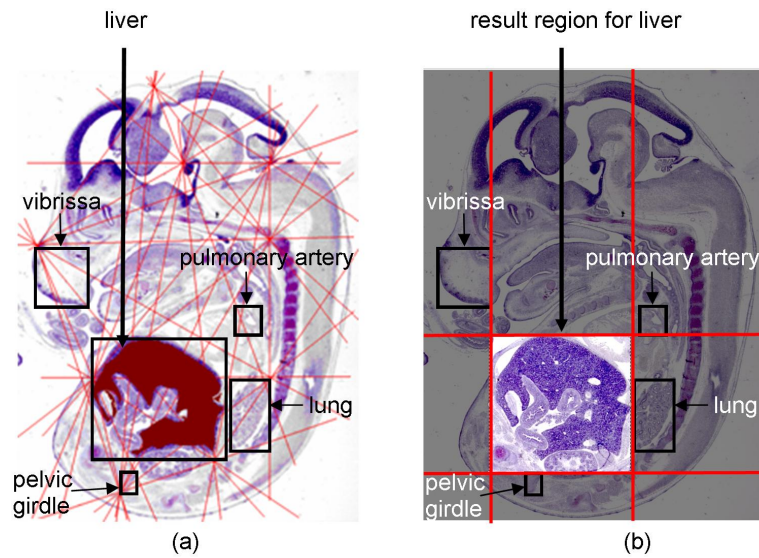 liver
result region for liver
vibrissa
pulmonary artery
lung
pelvic
girdle
(a)
vibrissa
pulmonary artery
lung
pelvic
girdle
(b)